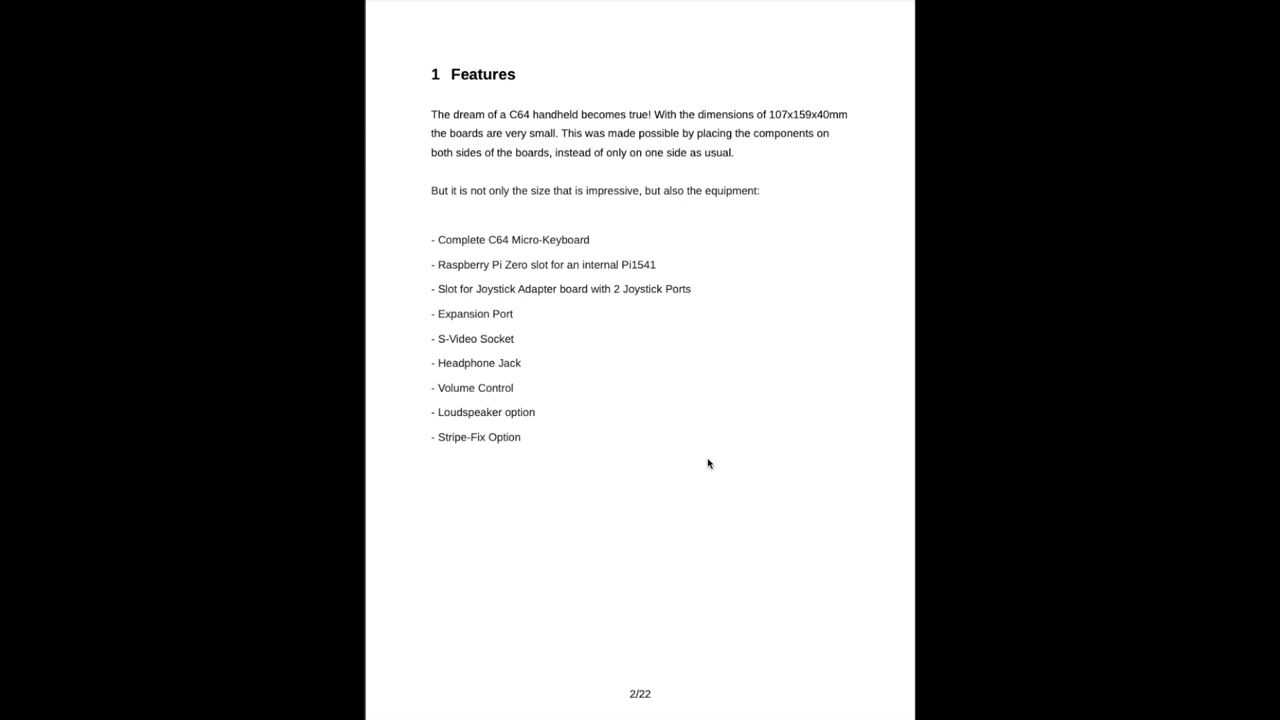 1 Features
The dream of a C64 handheld becomes true! With the dimensions of 107x159x40mm
the boards are very small. This was made possible by placing the components on
both sides of the boards, instead of only on one side as usual.
But it is not only the size that is impressive, but also the equipment:
- Complete C64 Micro-Keyboard
- Raspberry Pi Zero slot for an internal Pi1541
- Slot for Joystick Adapter board with 2 Joystick Ports
- Expansion Port
- S-Video Socket
- Headphone Jack
- Volume Control
- Loudspeaker option
- Stripe-Fix Option
2/22